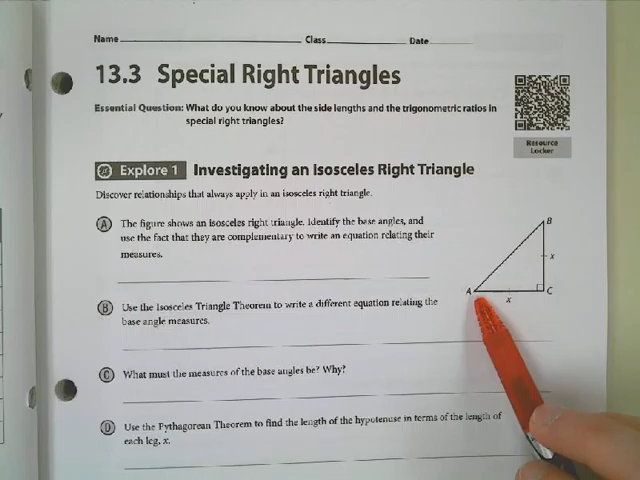 Name Class Date
13.3 Special Right Triangles
Essential Question: What do you know about the side lengths and the trigonometric ratios in
special right triangles?
Resource
Locker
Explore 1 Investigating an Isosceles Right Triangle
Discover relationships that always apply in an isosceles right triangle.
A The figure shows an isosceles right triangle. Identify the base angles, and
use the fact that they are complementary to write an equation relating their
measures.
B
x
A C
x
B Use the Isosceles Triangle Theorem to write a different equation relating the
base angle measures.
C What must the measures of the base angles be? Why?
D Use the Pythagorean Theorem to find the length of the hypotenuse in terms of the length of
each leg, x.